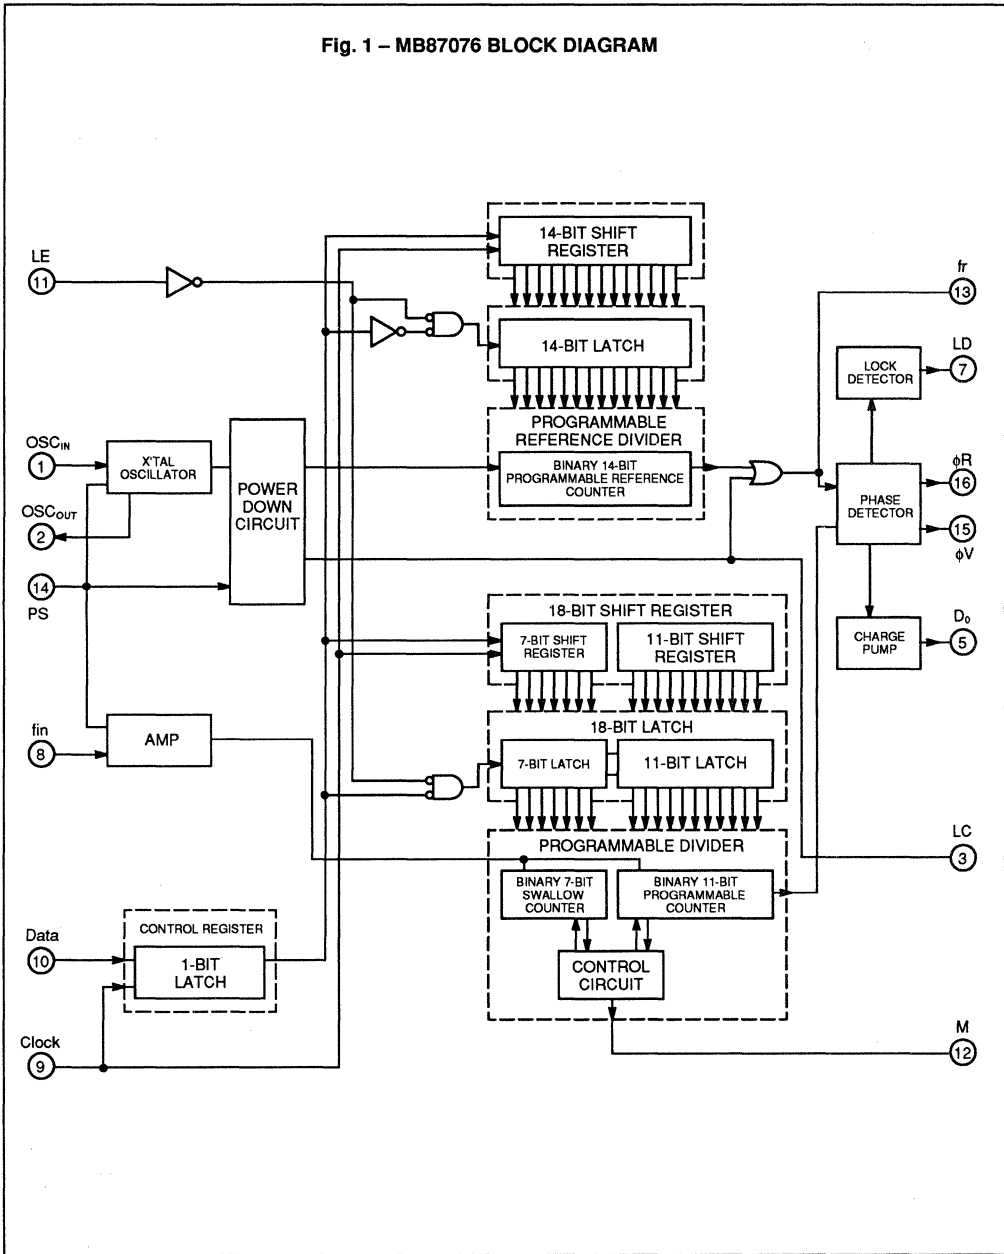 Fig. 1 – MB87076 BLOCK DIAGRAM
14-BIT SHIFT
REGISTER
LE
11
fr
13
14-BIT LATCH
LOCK
DETECTOR
LD
7
PROGRAMMABLE
REFERENCE DIVIDER
BINARY 14-BIT
PROGRAMMABLE REFERENCE
COUNTER
OSCIN
1
X'TAL
OSCILLATOR
OSCOUT
2
14
PS
POWER
DOWN
CIRCUIT
PHASE
DETECTOR
φR
16
15
φV
18-BIT SHIFT REGISTER
7-BIT SHIFT
REGISTER
11-BIT SHIFT
REGISTER
CHARGE
PUMP
D0
5
fin
8
AMP
18-BIT LATCH
7-BIT LATCH
11-BIT LATCH
PROGRAMMABLE DIVIDER
BINARY 7-BIT
SWALLOW
COUNTER
BINARY 11-BIT
PROGRAMMABLE
COUNTER
LC
3
CONTROL REGISTER
Data
10
1-BIT
LATCH
CONTROL
CIRCUIT
Clock
9
M
12